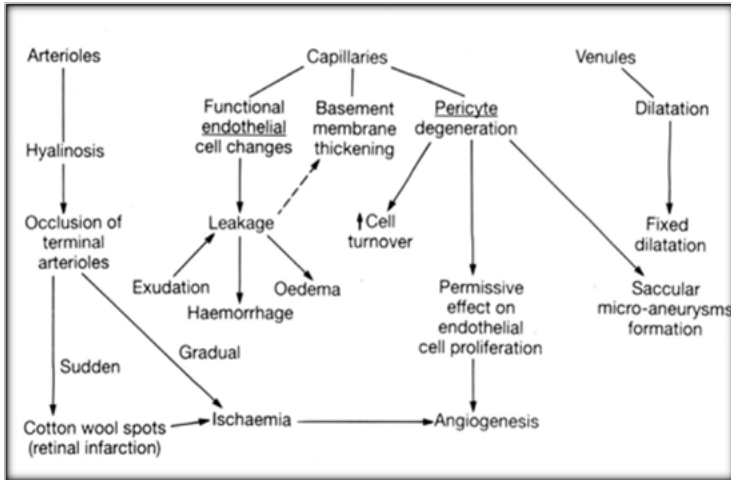 Arterioles
Capillaries
Venules
Functional
endothelial
cell changes
Basement
membrane
thickening
Pericyte
degeneration
Dilatation
Hyalinosis
Occlusion of
terminal
arterioles
Leakage
↑Cell
turnover
Fixed
dilatation
Exudation
Haemorrhage
Oedema
Permissive
effect on
endothelial
cell proliferation
Saccular
micro-aneurysms
formation
Sudden
Gradual
Cotton wool spots
(retinal infarction)
Ischaemia
Angiogenesis